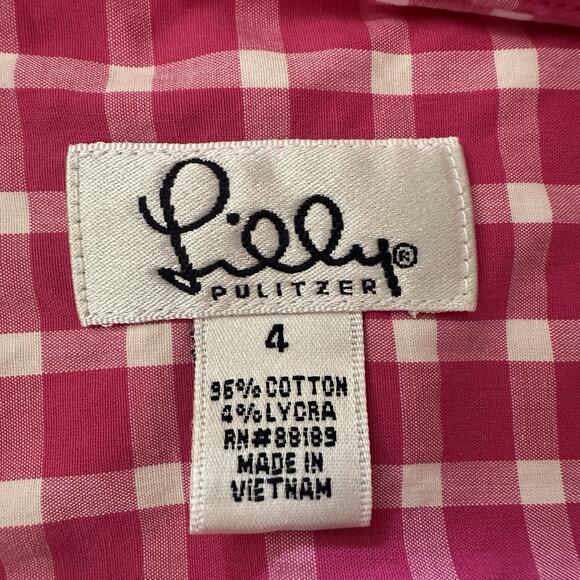 Lilly®
PULITZER
4
96% COTTON
4% LYCRA
RN#88189
MADE IN
VIETNAM